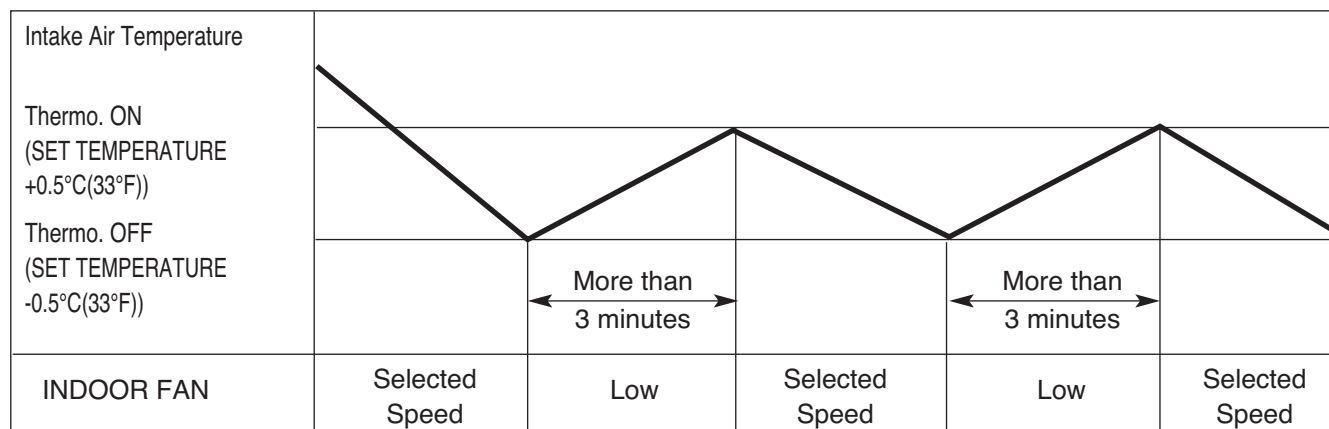 Intake Air Temperature
Thermo. ON
(SET TEMPERATURE
+0.5°C(33°F))
Thermo. OFF
(SET TEMPERATURE
-0.5°C(33°F))
More than
3 minutes
More than
3 minutes
INDOOR FAN
Selected
Speed
Low
Selected
Speed
Low
Selected
Speed